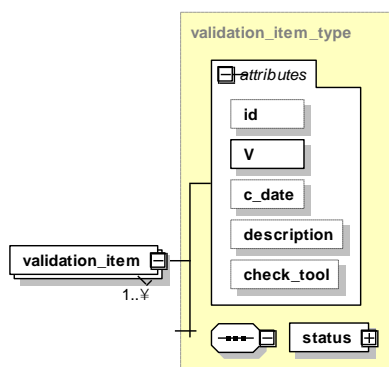 validation_item_type
attributes
id
V
c_date
description
check_tool
validation_item
1..¥
status